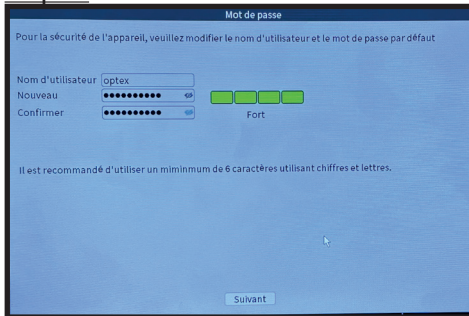 Mot de passe
Pour la sécurité de l'appareil, veuillez modifier le nom d'utilisateur et le mot de passe par défaut
Nom d'utilisateur optex
Nouveau ●●●●●●●●●●
Confirmer ●●●●●●●●●●
Fort
Il est recommandé d'utiliser un miminmum de 6 caractères utilisant chiffres et lettres.
Suivant